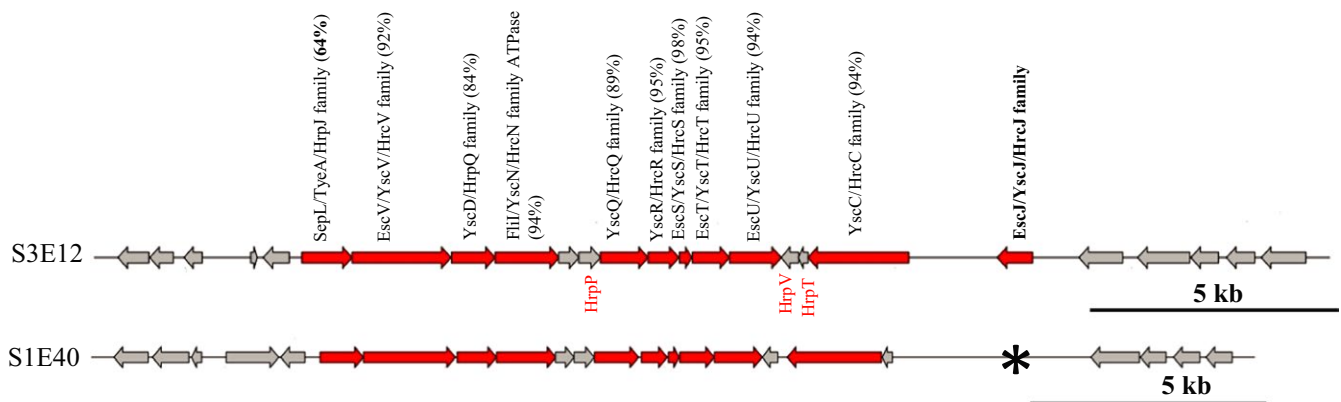 SepL/TyeA/HrpJ family (64%)
EscV/YscV/HrcV family (92%)
YscD/HrpQ family (84%)
FliI/YscN/HrcN family ATPase
(94%)
YscQ/HrcQ family (89%)
YscR/HrcR family (95%)
EscS/YscS/HrcS family (98%)
EscT/YscT/HrcT family (95%)
EscU/YscU/HrcU family (94%)
YscC/HrcC family (94%)
EscJ/YscJ/HrcJ family
S3E12
HrpP
HrpV
HrpT
5 kb
S1E40
*
5 kb